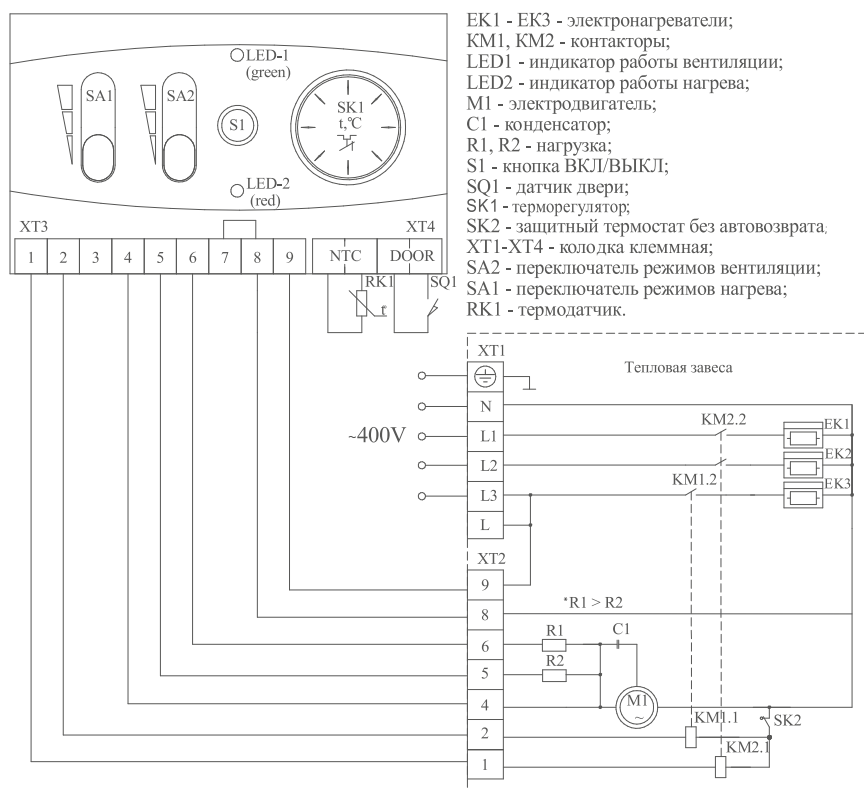 EK1 - EK3 - электронагреватели;
KM1, KM2 - контакторы;
LED1 - индикатор работы вентиляции;
LED2 - индикатор работы нагрева;
M1 - электродвигатель;
C1 - конденсатор;
R1, R2 - нагрузка;
S1 - кнопка ВКЛ/ВЫКЛ;
SQ1 - датчик двери;
SK1 - терморегулятор;
SK2 - защитный термостат без автовозврата;
XT1-XT4 - колодка клеммная;
SA2 - переключатель режимов вентиляции;
SA1 - переключатель режимов нагрева;
RK1 - термодатчик.
LED-1
(green)
SA1
SA2
S1
SK1
t,°C
LED-2
(red)
XT3
XT4
1 2 3 4 5 6 7 8 9 NTC DOOR
RK1
t°
SQ1
XT1
Тепловая завеса
N
~400V
L1
L2
L3
L
KM2.2
KM1.2
EK1
EK2
EK3
XT2
9
8
*R1 > R2
6
R1
C1
5
R2
4
M1
~
2
KM1.1
SK2
1
KM2.1